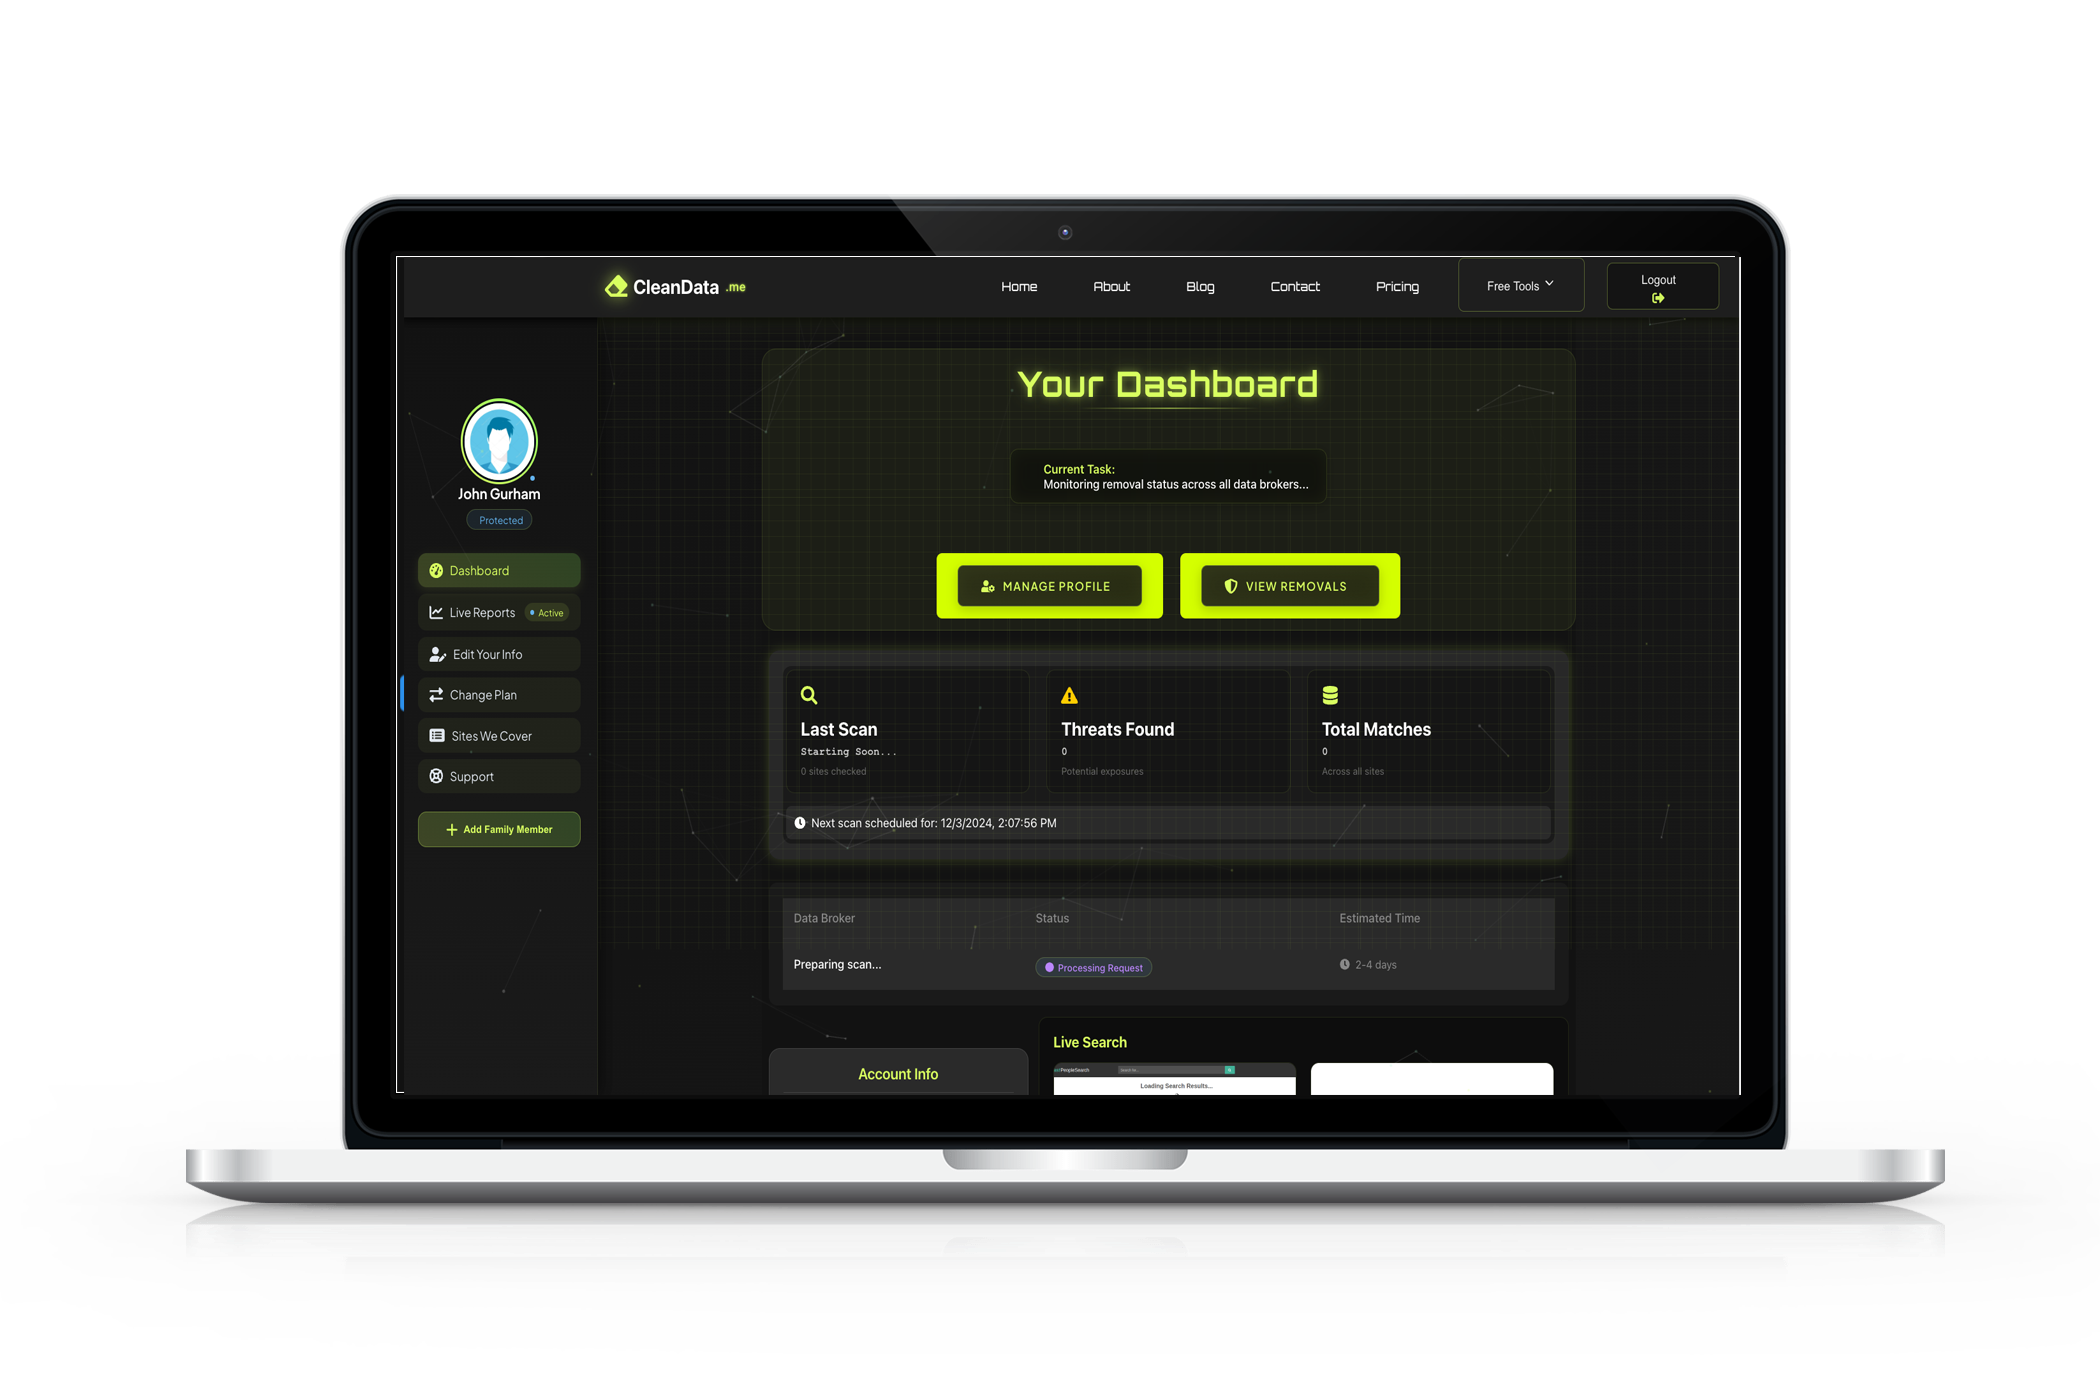 CleanData .me
Home
About
Blog
Contact
Pricing
Free Tools
Logout
John Gurham
Protected
Dashboard
Live Reports
Active
Edit Your Info
Change Plan
Sites We Cover
Support
Add Family Member
Your Dashboard
Current Task:
Monitoring removal status across all data brokers...
MANAGE PROFILE
VIEW REMOVALS
Last Scan
Starting Soon...
0 sites checked
Threats Found
0
Potential exposures
Total Matches
0
Across all sites
Next scan scheduled for: 12/3/2024, 2:07:56 PM
Data Broker
Status
Estimated Time
Preparing scan...
Processing Request
2-4 days
Account Info
Live Search
PeopleSearch
Loading Search Results...